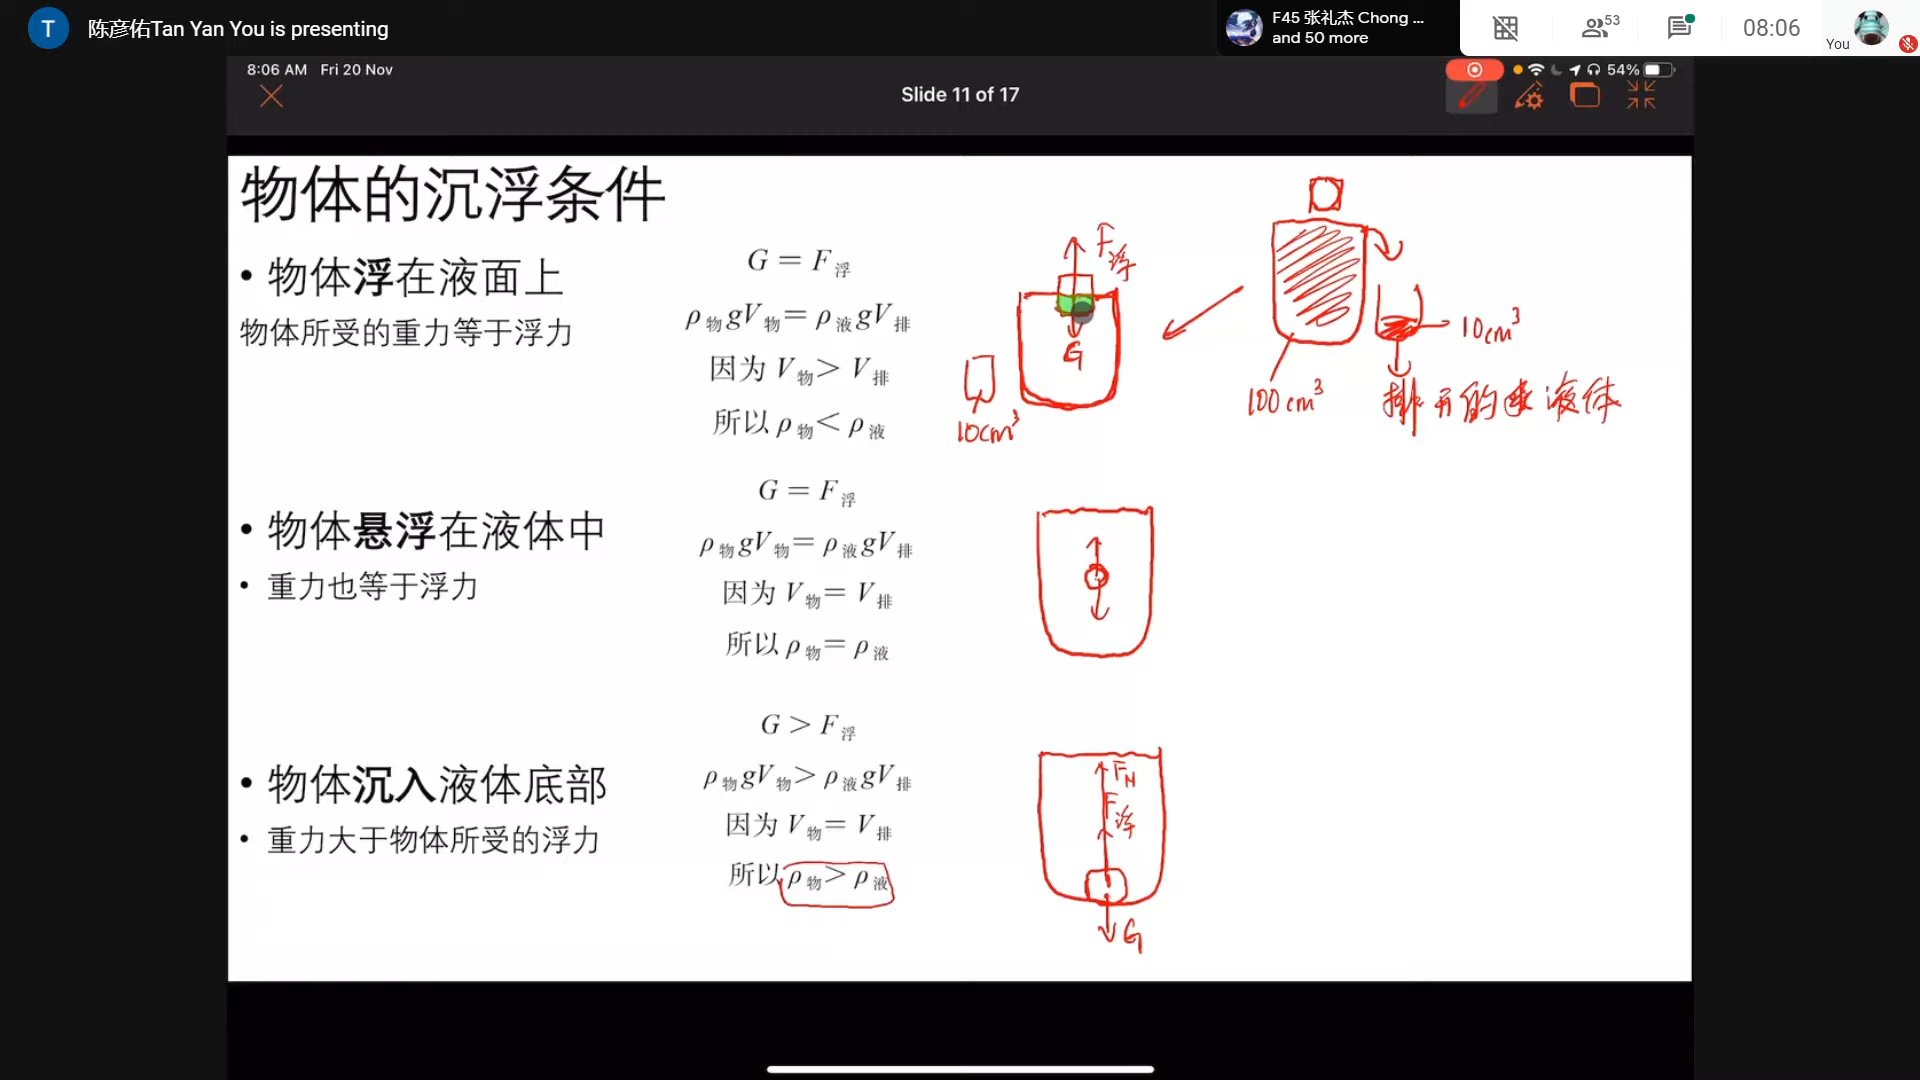 陈彦佑Tan Yan You is presenting
F45 张礼杰 Chong ...
and 50 more
53
08:06
You
8:06 AM Fri 20 Nov
54%
Slide 11 of 17
物体的沉浮条件
• 物体浮在液面上
物体所受的重力等于浮力
G = F浮
ρ物gV物= ρ液gV排
因为 V物> V排
所以 ρ物< ρ液
F浮
G
10cm³
100cm³
10cm³
排开的液体
• 物体悬浮在液体中
• 重力也等于浮力
G = F浮
ρ物gV物= ρ液gV排
因为 V物= V排
所以 ρ物= ρ液
• 物体沉入液体底部
• 重力大于物体所受的浮力
G > F浮
ρ物gV物> ρ液gV排
因为 V物= V排
所以 ρ物> ρ液
FN
F浮
G